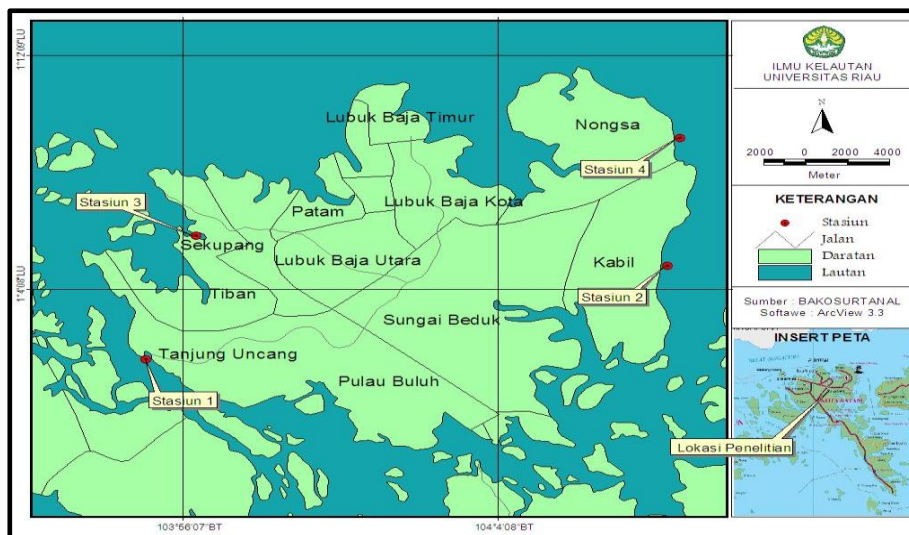 1°12'09"LU
1°4'08"LU
103°56'07"BT
104°4'08"BT
Lubuk Baja Timur
Nongsa
Stasiun 4
Stasiun 3
Patam
Lubuk Baja Kota
Sekupang
Lubuk Baja Utara
Kabil
Tiban
Stasiun 2
Sungai Beduk
Tanjung Uncang
Pulau Buluh
Stasiun 1
ILMU KELAUTAN
UNIVERSITAS RIAU
N
2000 0 2000 4000
Meter
KETERANGAN
Stasiun
Jalan
Daratan
Lautan
Sumber : BAKOSURTANAL
Softawe : ArcView 3.3
INSERT PETA
Lokasi Penelitian